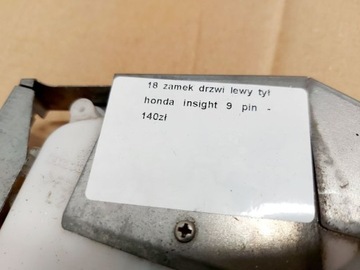 18 zamek drzwi lewy tył
honda insight 9 pin -
140zł